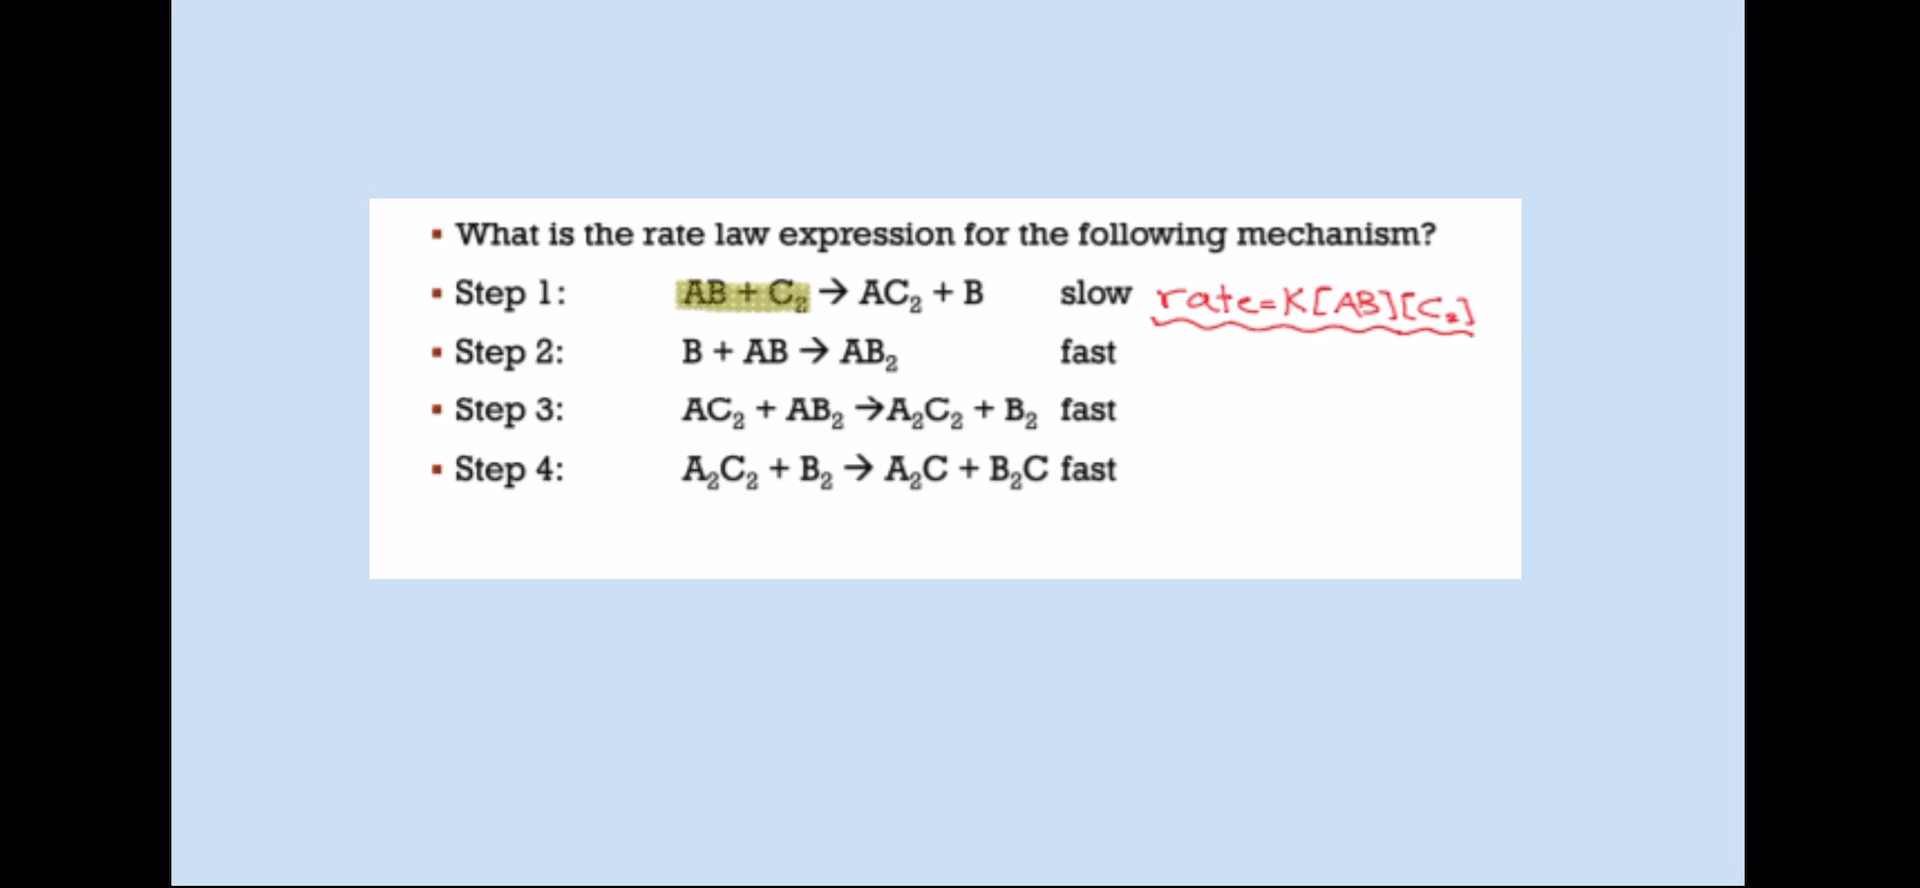 ▪ What is the rate law expression for the following mechanism?
▪ Step 1: AB + C₂ → AC₂ + B slow rate=K[AB][C₂]
▪ Step 2: B + AB → AB₂ fast
▪ Step 3: AC₂ + AB₂ →A₂C₂ + B₂ fast
▪ Step 4: A₂C₂ + B₂ → A₂C + B₂C fast